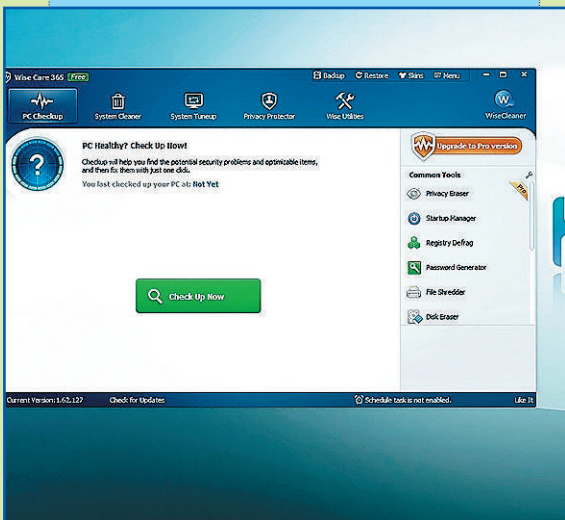 Wise Care 365 Free
Backup Restore Skins Menu
PC Checkup System Cleaner System Tuneup Privacy Protector Wise Utilities WiseCleaner
PC Healthy? Check Up Now!
Checkup will help you find the potential security problems and optimizable items,
and then fix them with just one click.
You last checked up your PC at: Not Yet
Upgrade to Pro version
Common Tools
Pro
Privacy Eraser
Startup Manager
Registry Defrag
Password Generator
File Shredder
Disk Eraser
Check Up Now
Current Version: 1.62.127 Check for Updates Schedule task is not enabled. Like It